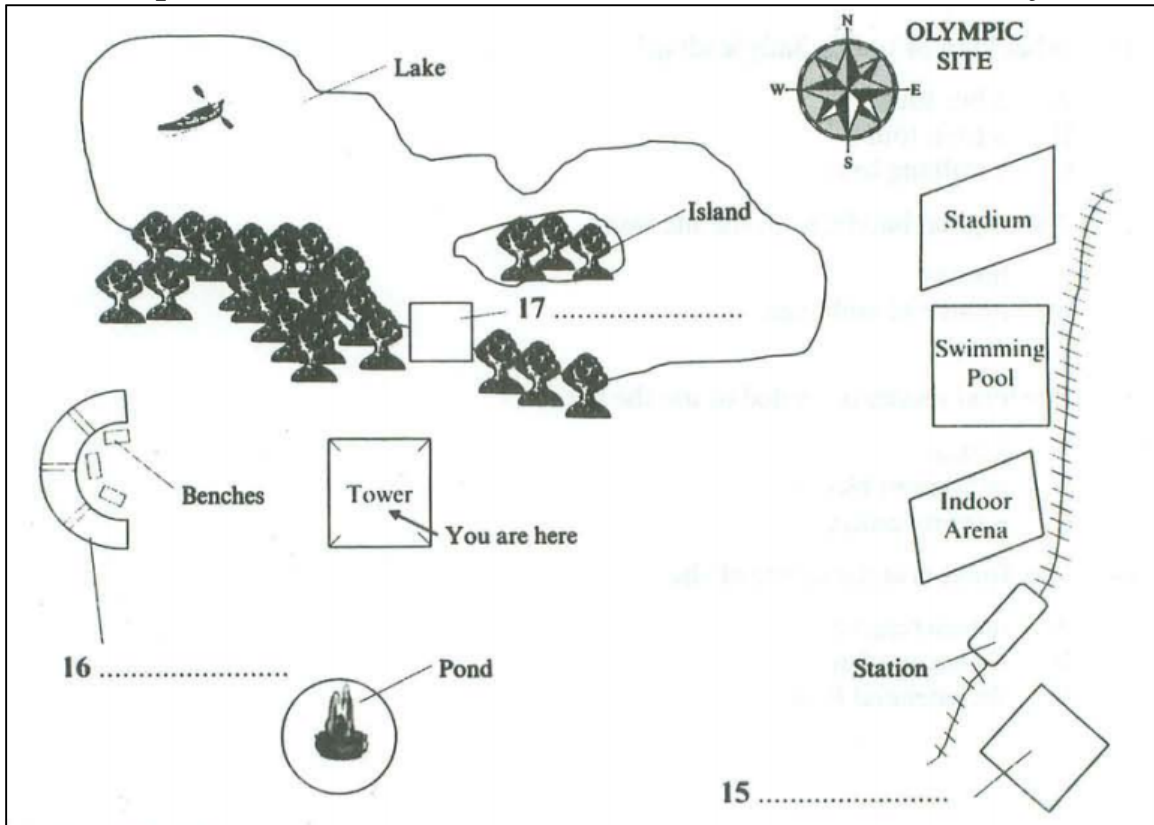 N
OLYMPIC
SITE
W
E
S
Lake
Island
Stadium
17 ........................
Swimming
Pool
Benches
Tower
You are here
Indoor
Arena
16 ........................
Pond
Station
15 ........................